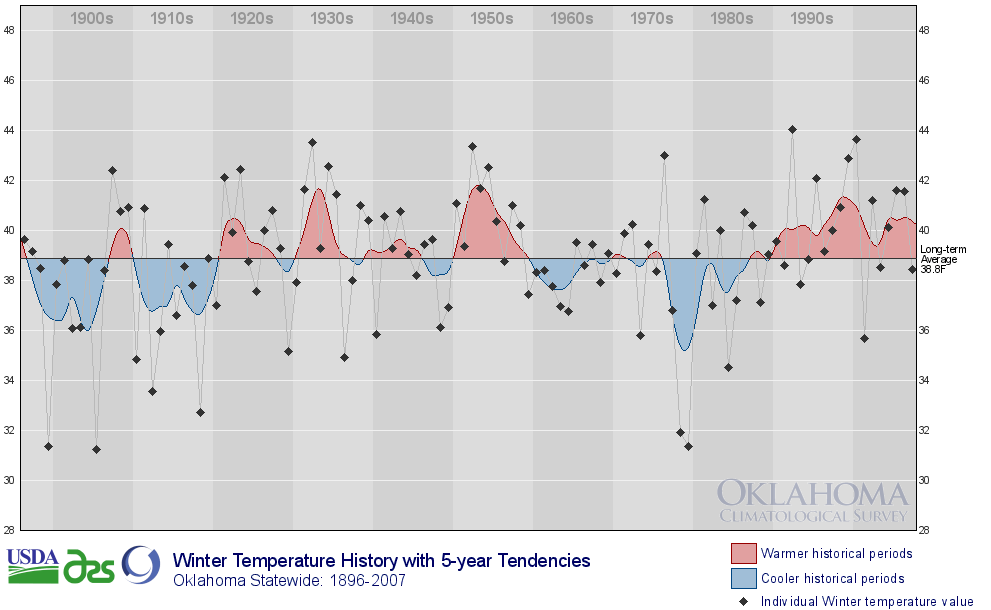 1900s 1910s 1920s 1930s 1940s 1950s 1960s 1970s 1980s 1990s
48 48
46 46
44 44
42 42
40 40
Long-term
Average
38.8F
38 38
36 36
34 34
32 32
30 30
OKLAHOMA
CLIMATOLOGICAL SURVEY
28 28
USDA ars
Winter Temperature History with 5-year Tendencies
Oklahoma Statewide: 1896-2007
Warmer historical periods
Cooler historical periods
Individual Winter temperature value